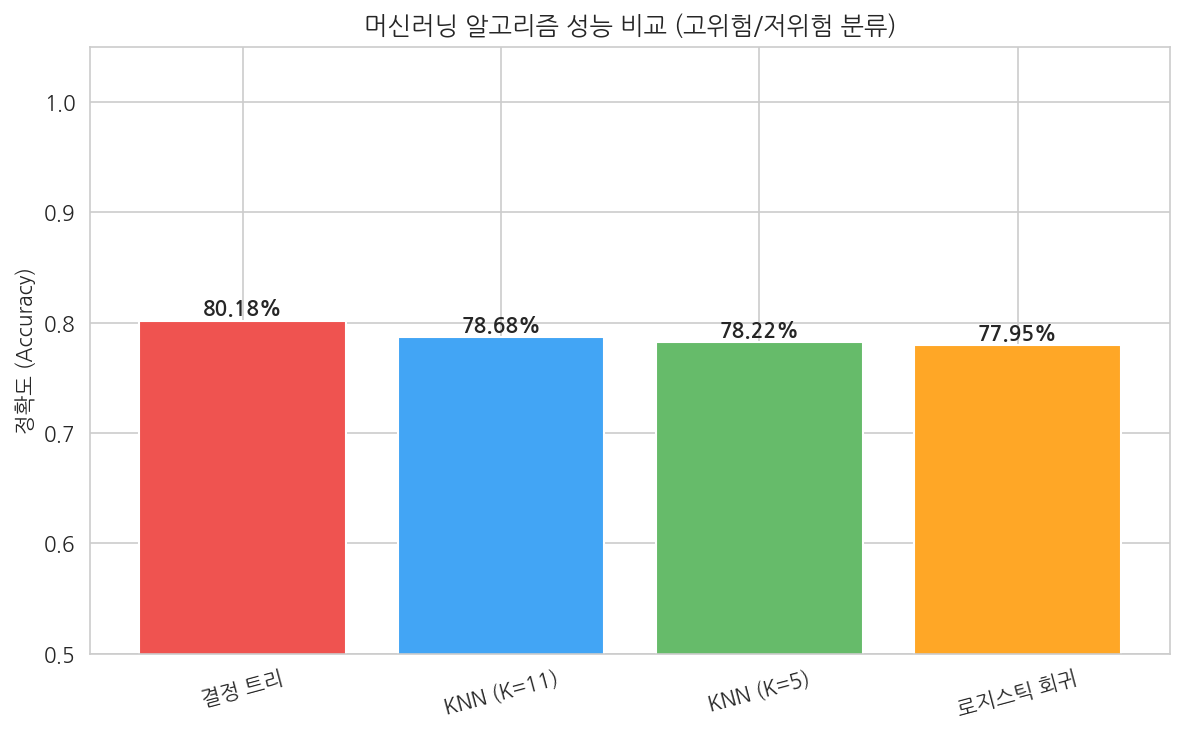 머신러닝 알고리즘 성능 비교 (고위험/저위험 분류)
정확도 (Accuracy)
1.0
0.9
0.8
0.7
0.6
0.5
80.18%
78.68%
78.22%
77.95%
결정 트리
KNN (K=11)
KNN (K=5)
로지스틱 회귀